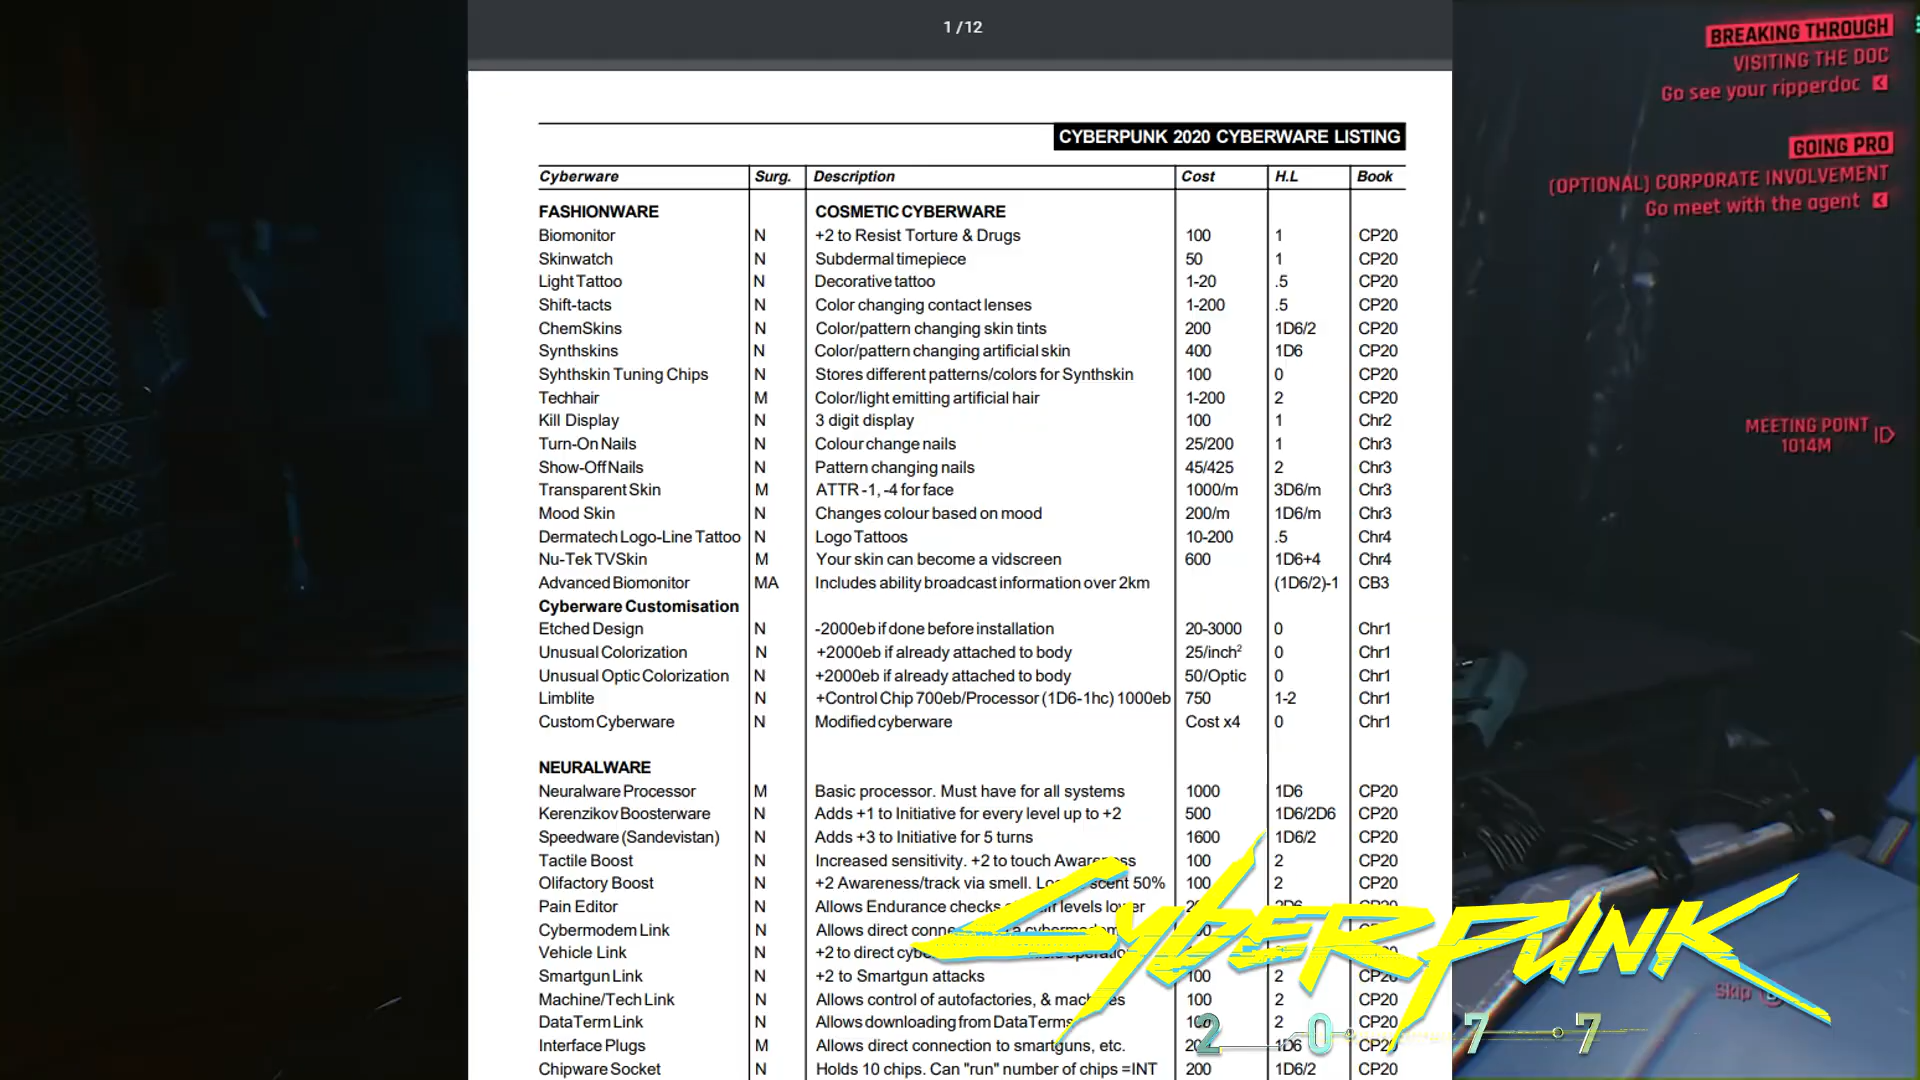 1 / 12
BREAKING THROUGH
VISITING THE DOC
Go see your ripperdoc
GOING PRO
(OPTIONAL) CORPORATE INVOLVEMENT
Go meet with the agent
MEETING POINT
1014M
CYBERPUNK 2020 CYBERWARE LISTING
Cyberware Surg. Description Cost H.L Book
FASHIONWARE COSMETIC CYBERWARE
Biomonitor N +2 to Resist Torture & Drugs 100 1 CP20
Skinwatch N Subdermal timepiece 50 1 CP20
Light Tattoo N Decorative tattoo 1-20 .5 CP20
Shift-tacts N Color changing contact lenses 1-200 .5 CP20
ChemSkins N Color/pattern changing skin tints 200 1D6/2 CP20
Synthskins N Color/pattern changing artificial skin 400 1D6 CP20
Syhthskin Tuning Chips N Stores different patterns/colors for Synthskin 100 0 CP20
Techhair M Color/light emitting artificial hair 1-200 2 CP20
Kill Display N 3 digit display 100 1 Chr2
Turn-On Nails N Colour change nails 25/200 1 Chr3
Show-Off Nails N Pattern changing nails 45/425 2 Chr3
Transparent Skin M ATTR -1, -4 for face 1000/m 3D6/m Chr3
Mood Skin N Changes colour based on mood 200/m 1D6/m Chr3
Dermatech Logo-Line Tattoo N Logo Tattoos 10-200 .5 Chr4
Nu-Tek TV Skin M Your skin can become a vidscreen 600 1D6+4 Chr4
Advanced Biomonitor MA Includes ability broadcast information over 2km (1D6/2)-1 CB3
Cyberware Customisation
Etched Design N -2000eb if done before installation 20-3000 0 Chr1
Unusual Colorization N +2000eb if already attached to body 25/inch² 0 Chr1
Unusual Optic Colorization N +2000eb if already attached to body 50/Optic 0 Chr1
Limblite N +Control Chip 700eb/Processor (1D6-1hc) 1000eb 750 1-2 Chr1
Custom Cyberware N Modified cyberware Cost x4 0 Chr1
NEURALWARE
Neuralware Processor M Basic processor. Must have for all systems 1000 1D6 CP20
Kerenzikov Boosterware N Adds +1 to Initiative for every level up to +2 500 1D6/2D6 CP20
Speedware (Sandevistan) N Adds +3 to Initiative for 5 turns 1600 1D6/2 CP20
Tactile Boost N Increased sensitivity. +2 to touch Awareness 100 2 CP20
Olifactory Boost N +2 Awareness/track via smell. scent 50% 100 2 CP20
Pain Editor N Allows Endurance checks levels lower CP20
Cybermodem Link N Allows direct a cybermodem
Vehicle Link N +2 to direct operation
Smartgun Link N +2 to Smartgun attacks 100 2 CP20
Machine/Tech Link N Allows control of autofactories, & machines 100 2 CP20
DataTerm Link N Allows downloading from DataTerms 100 2 CP20
Interface Plugs M Allows direct connection to smartguns, etc. 1D6 CP20
Chipware Socket N Holds 10 chips. Can "run" number of chips =INT 200 1D6/2 CP20
CYBERPUNK
2077
Skip